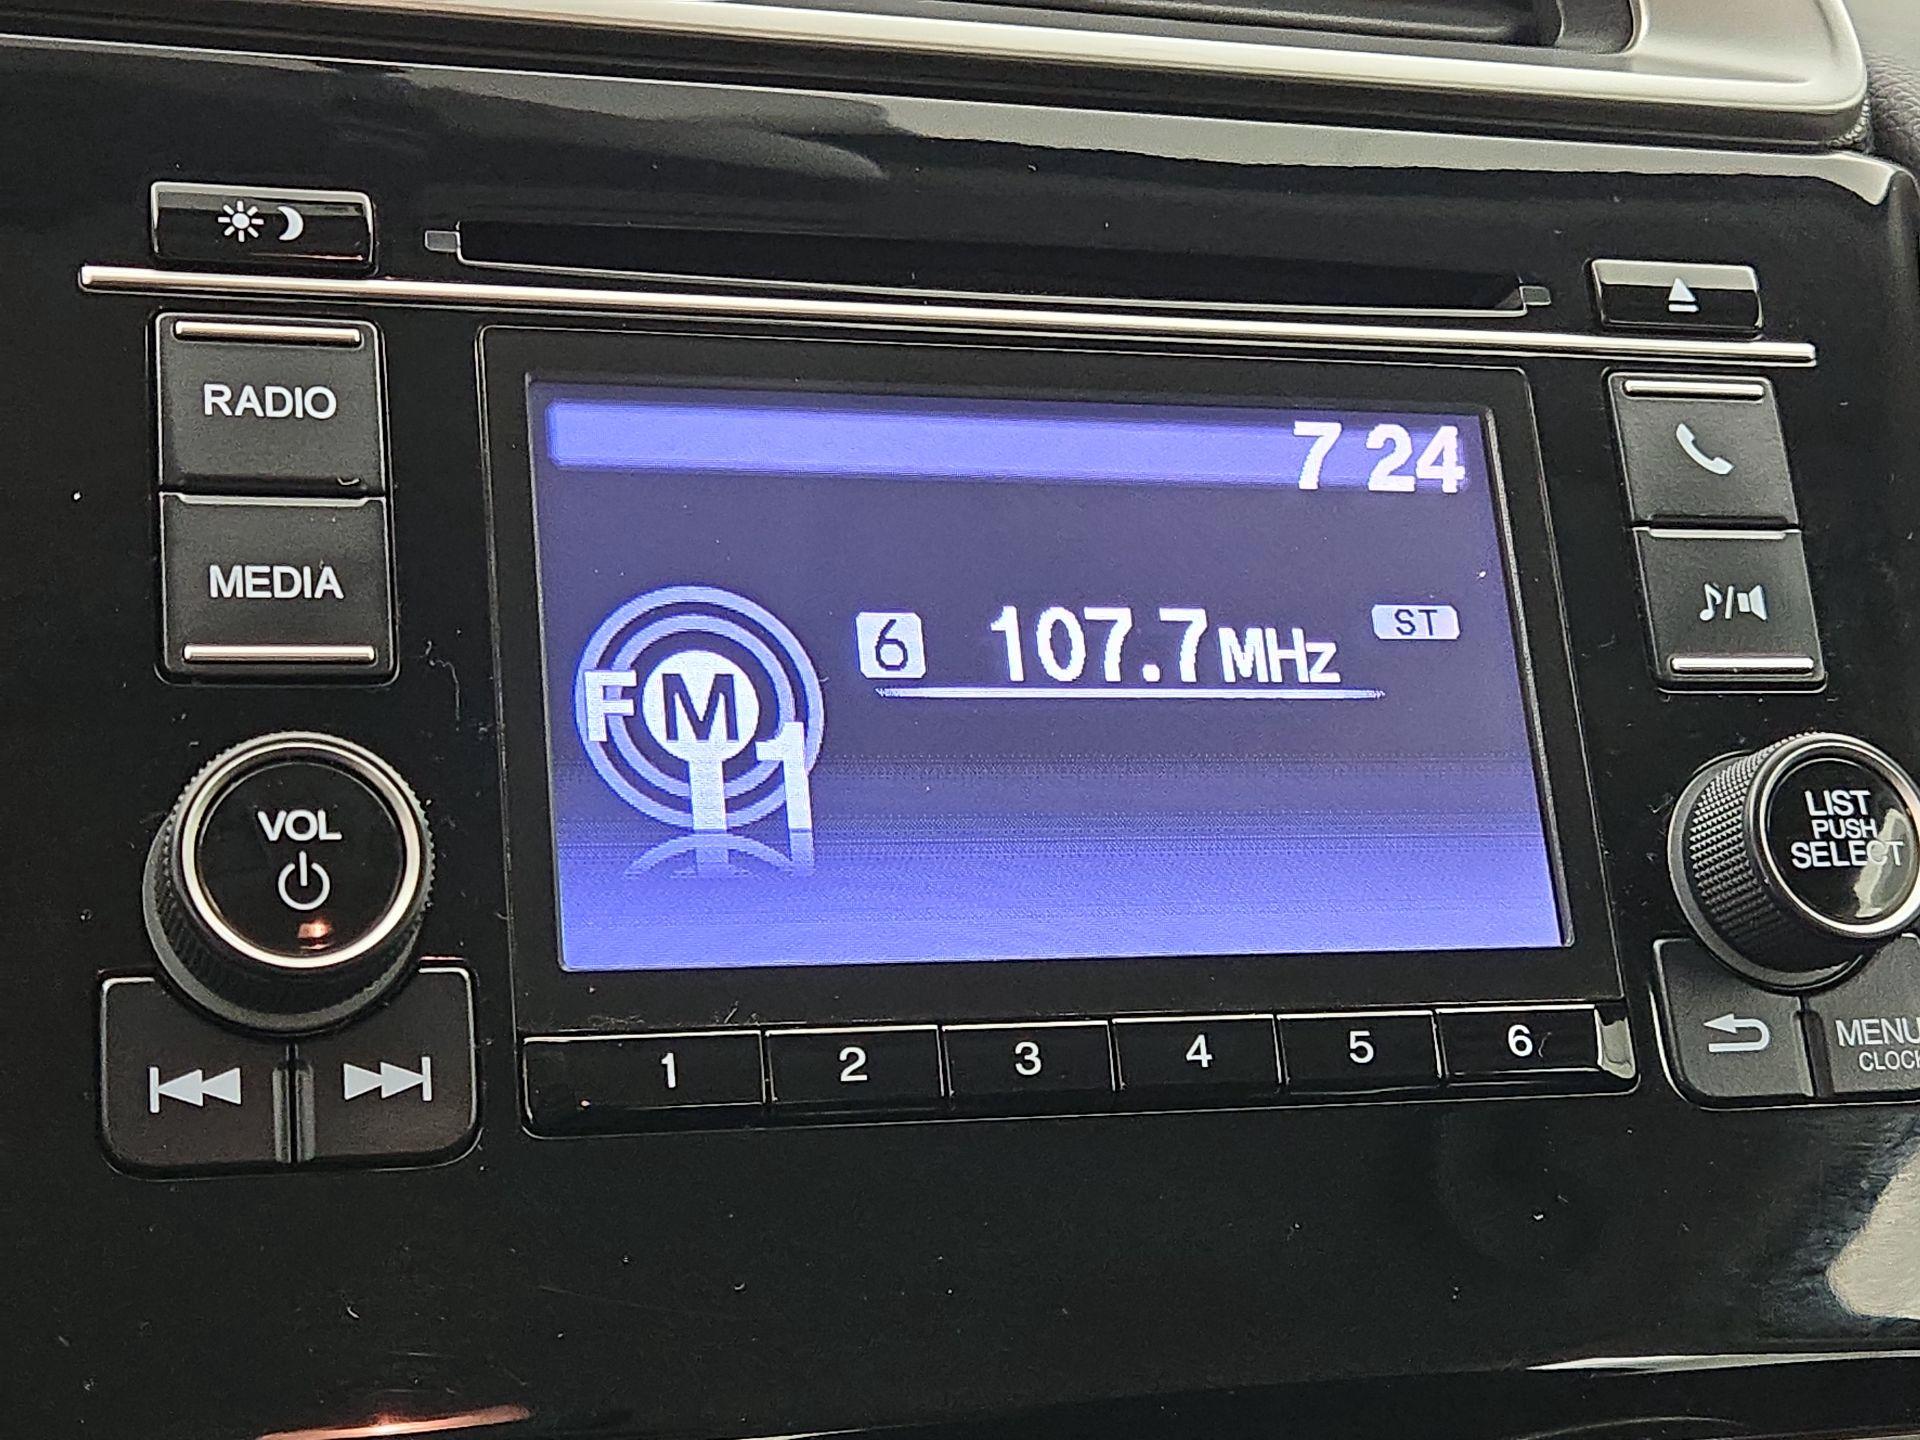 RADIO
MEDIA
VOL
7 24
FM
1
6 107.7MHz ST
LIST
PUSH
SELECT
1 2 3 4 5 6
MENU
CLOCK